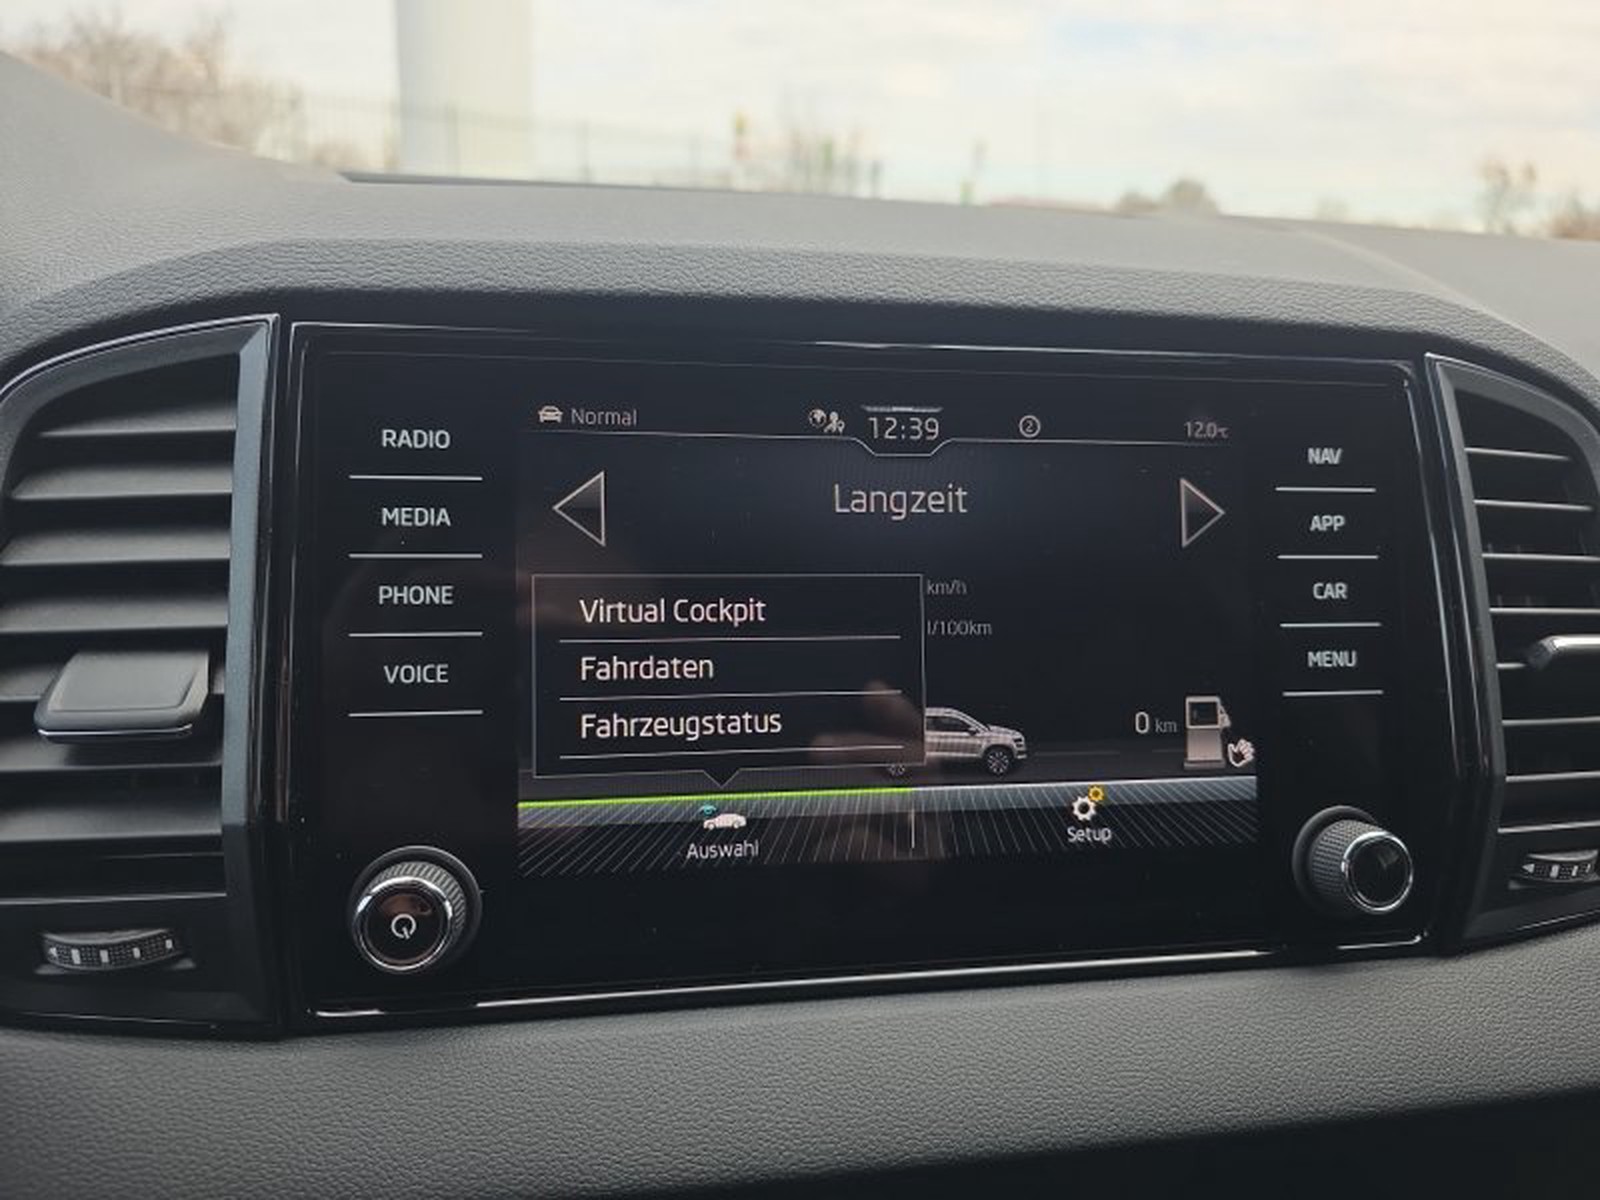 RADIO
MEDIA
PHONE
VOICE
Normal
12:39
2
12.0°C
Langzeit
km/h
l/100km
Virtual Cockpit
Fahrdaten
Fahrzeugstatus
0 km
Auswahl
Setup
NAV
APP
CAR
MENU